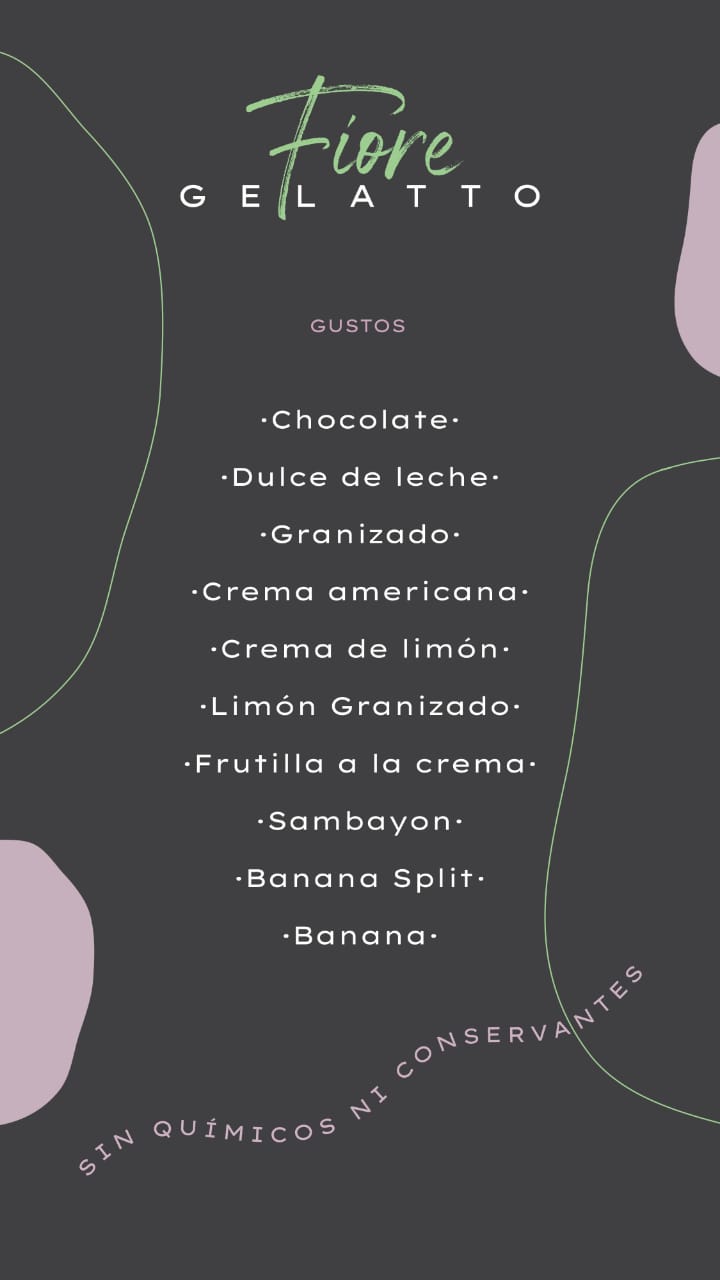 Fiore
GELATTO
GUSTOS
·Chocolate·
·Dulce de leche·
·Granizado·
·Crema americana·
·Crema de limón·
·Limón Granizado·
·Frutilla a la crema·
·Sambayon·
·Banana Split·
·Banana·
SIN QUÍMICOS NI CONSERVANTES